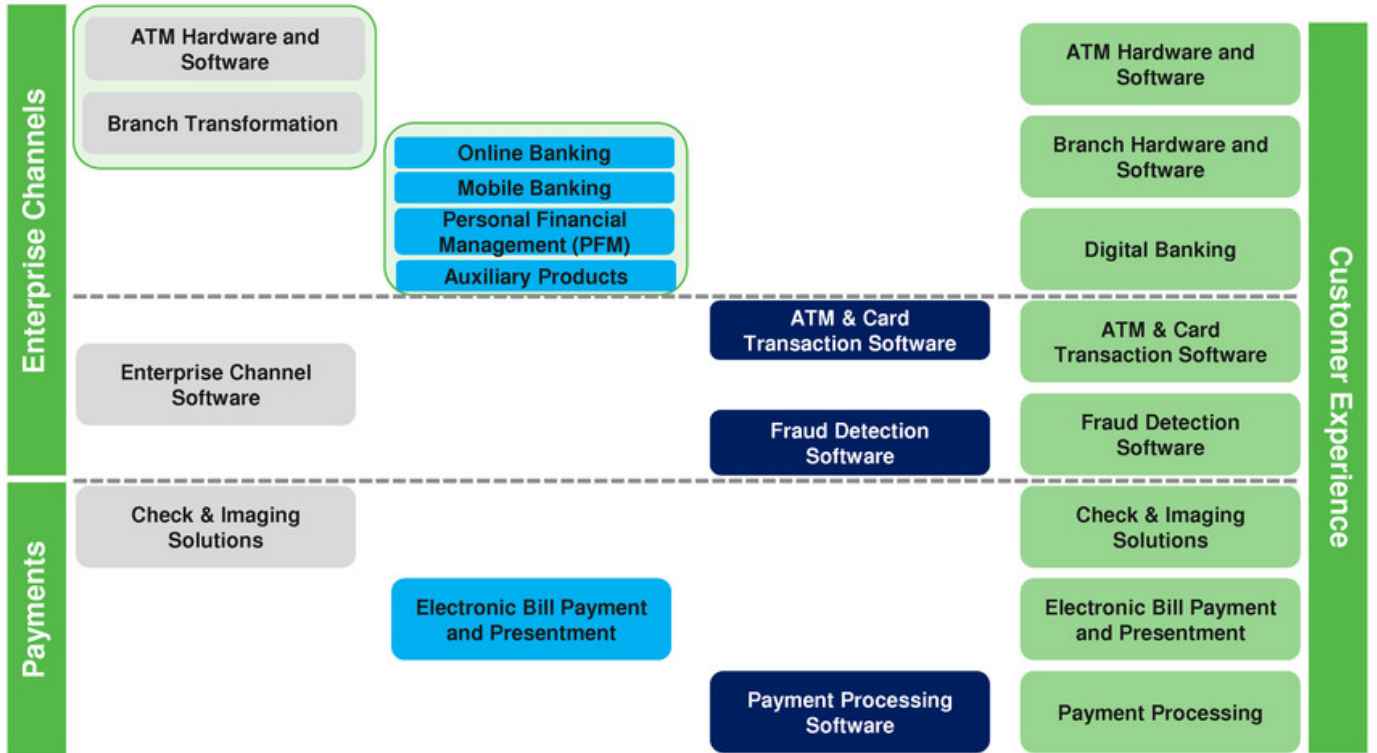 Enterprise Channels
ATM Hardware and
Software
Branch Transformation
Online Banking
Mobile Banking
Personal Financial
Management (PFM)
Auxiliary Products
ATM Hardware and
Software
Branch Hardware and
Software
Digital Banking
Enterprise Channel
Software
ATM & Card
Transaction Software
Fraud Detection
Software
ATM & Card
Transaction Software
Fraud Detection
Software
Payments
Check & Imaging
Solutions
Electronic Bill Payment
and Presentment
Payment Processing
Software
Check & Imaging
Solutions
Electronic Bill Payment
and Presentment
Payment Processing
Customer Experience